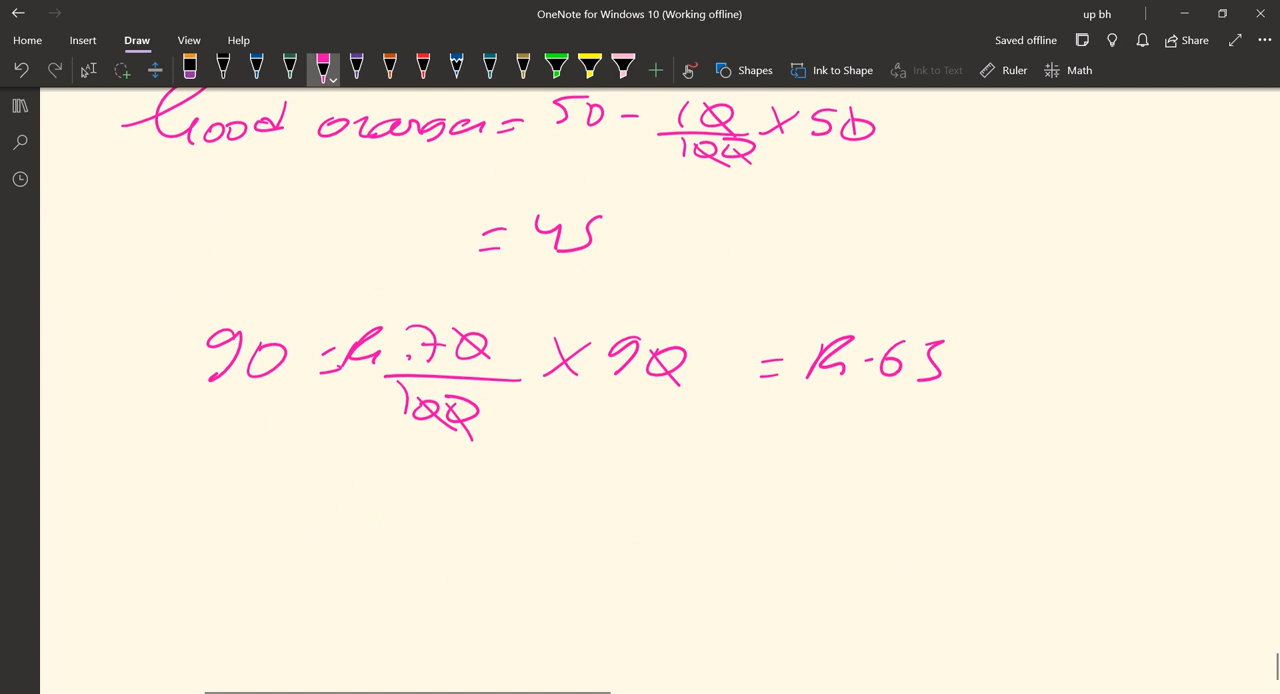 OneNote for Windows 10 (Working offline)
up bh
Home Insert Draw View Help
Saved offline
Share
Shapes
Ink to Shape
Ink to Text
Ruler
Math
Good oranges = 50 - 10/100 × 50
= 45
90 = Rs. 70/100 × 90 = Rs. 63